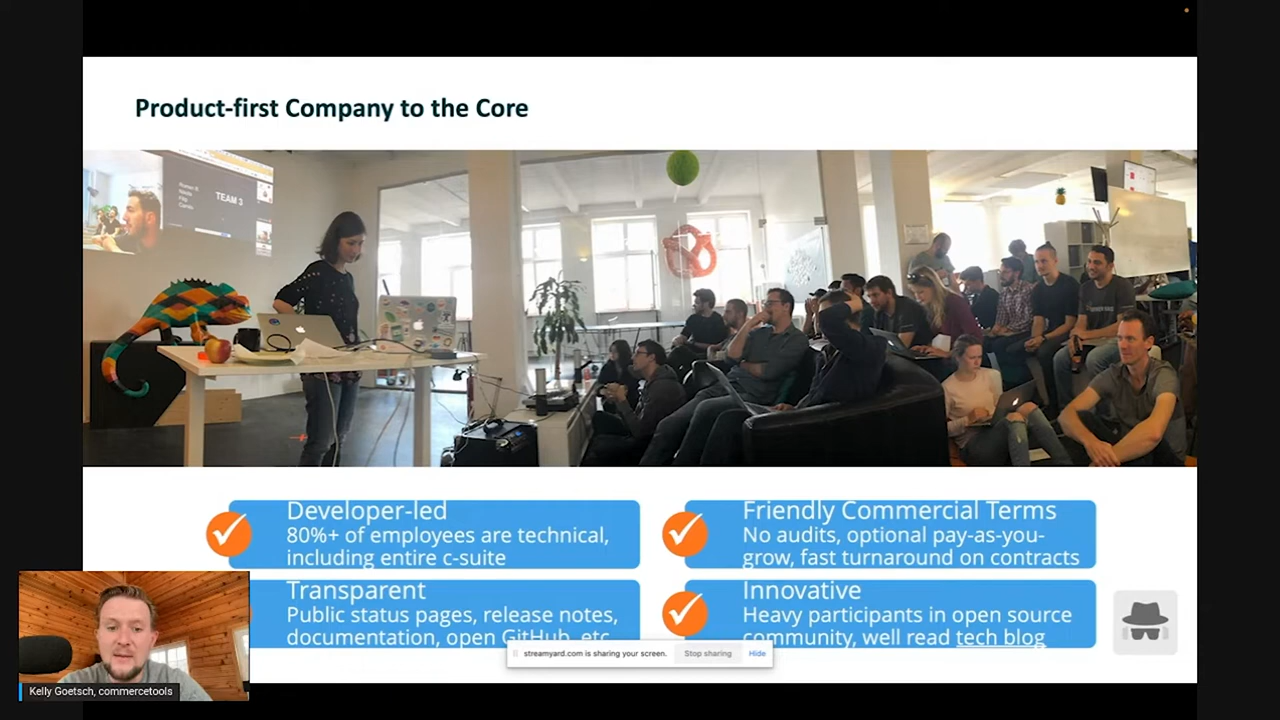 Product-first Company to the Core
TEAM 3
Developer-led
80%+ of employees are technical,
including entire c-suite
Friendly Commercial Terms
No audits, optional pay-as-you-
grow, fast turnaround on contracts
Transparent
Public status pages, release notes,
documentation, open GitHub, etc
Innovative
Heavy participants in open source
community, well read tech blog
streamyard.com is sharing your screen.
Stop sharing
Hide
Kelly Goetsch, commercetools